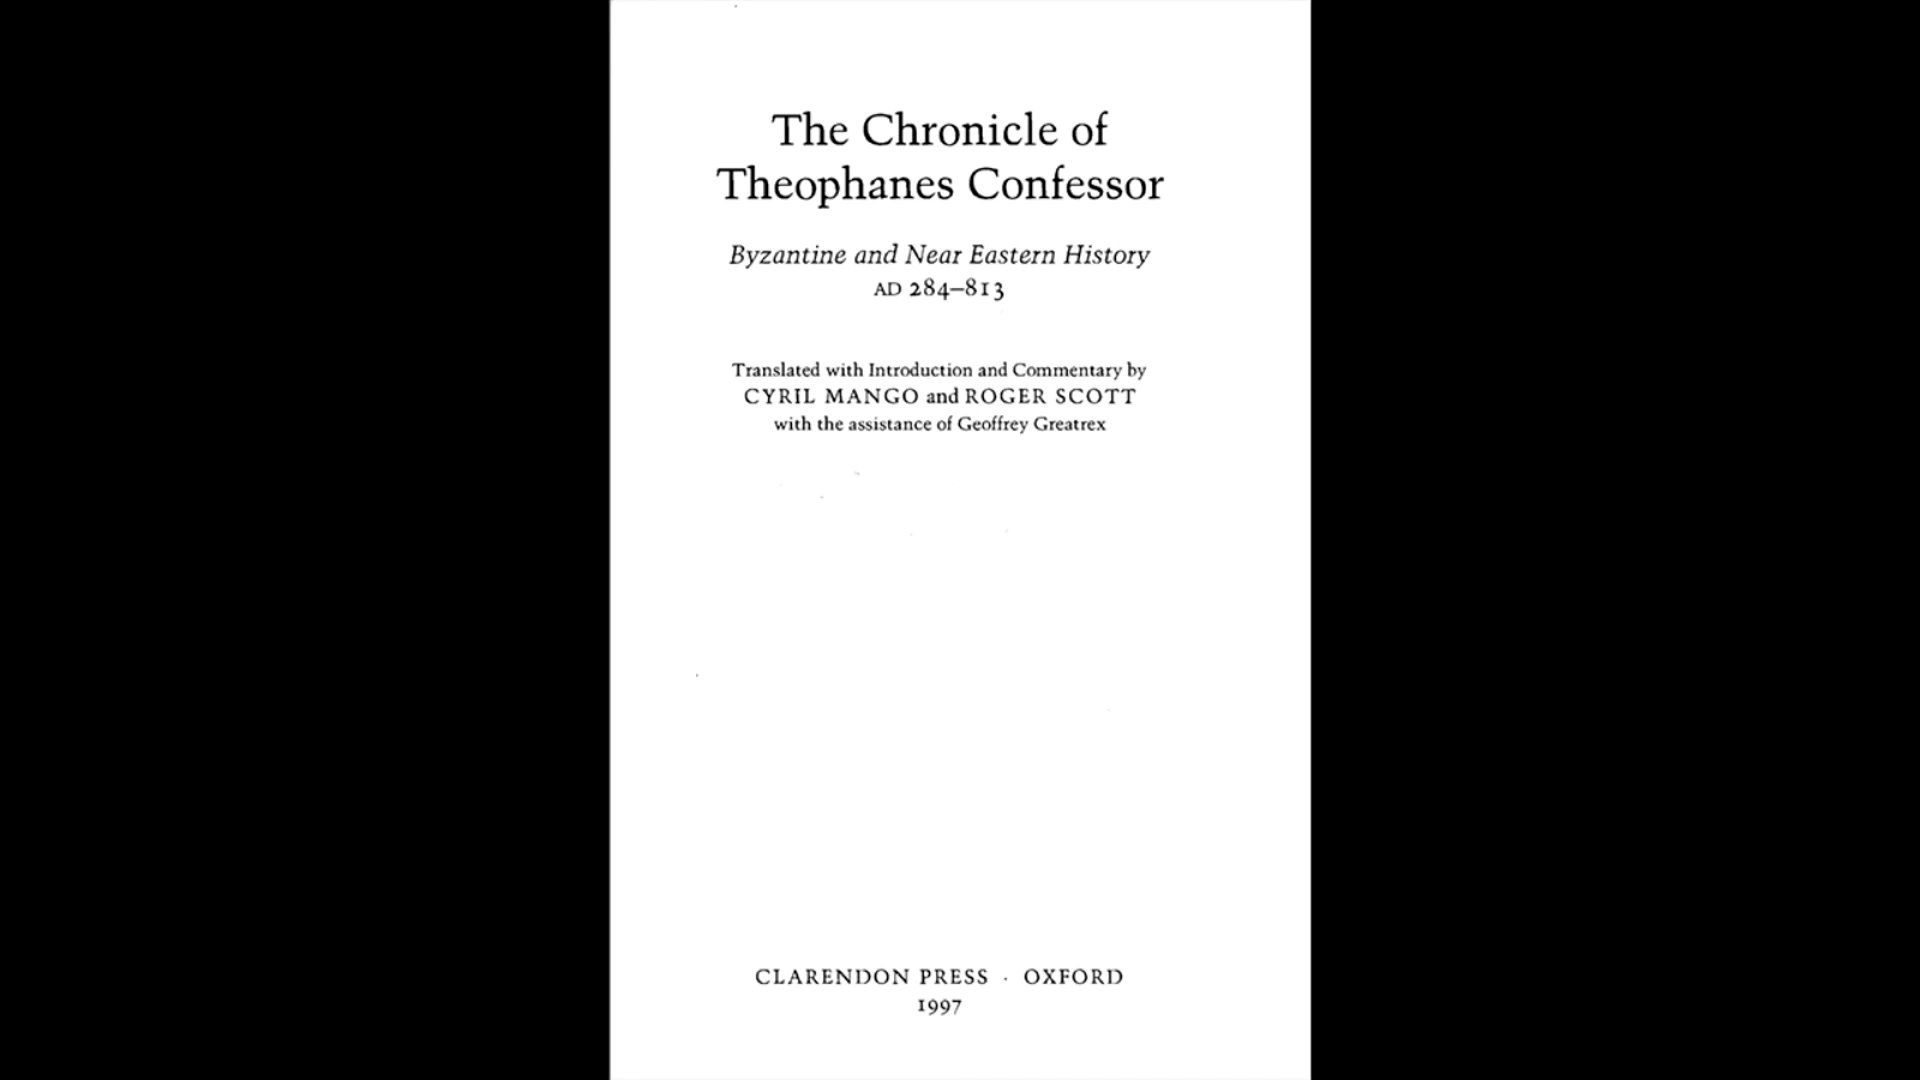 The Chronicle of
Theophanes Confessor
Byzantine and Near Eastern History
AD 284–813
Translated with Introduction and Commentary by
CYRIL MANGO and ROGER SCOTT
with the assistance of Geoffrey Greatrex
CLARENDON PRESS · OXFORD
1997